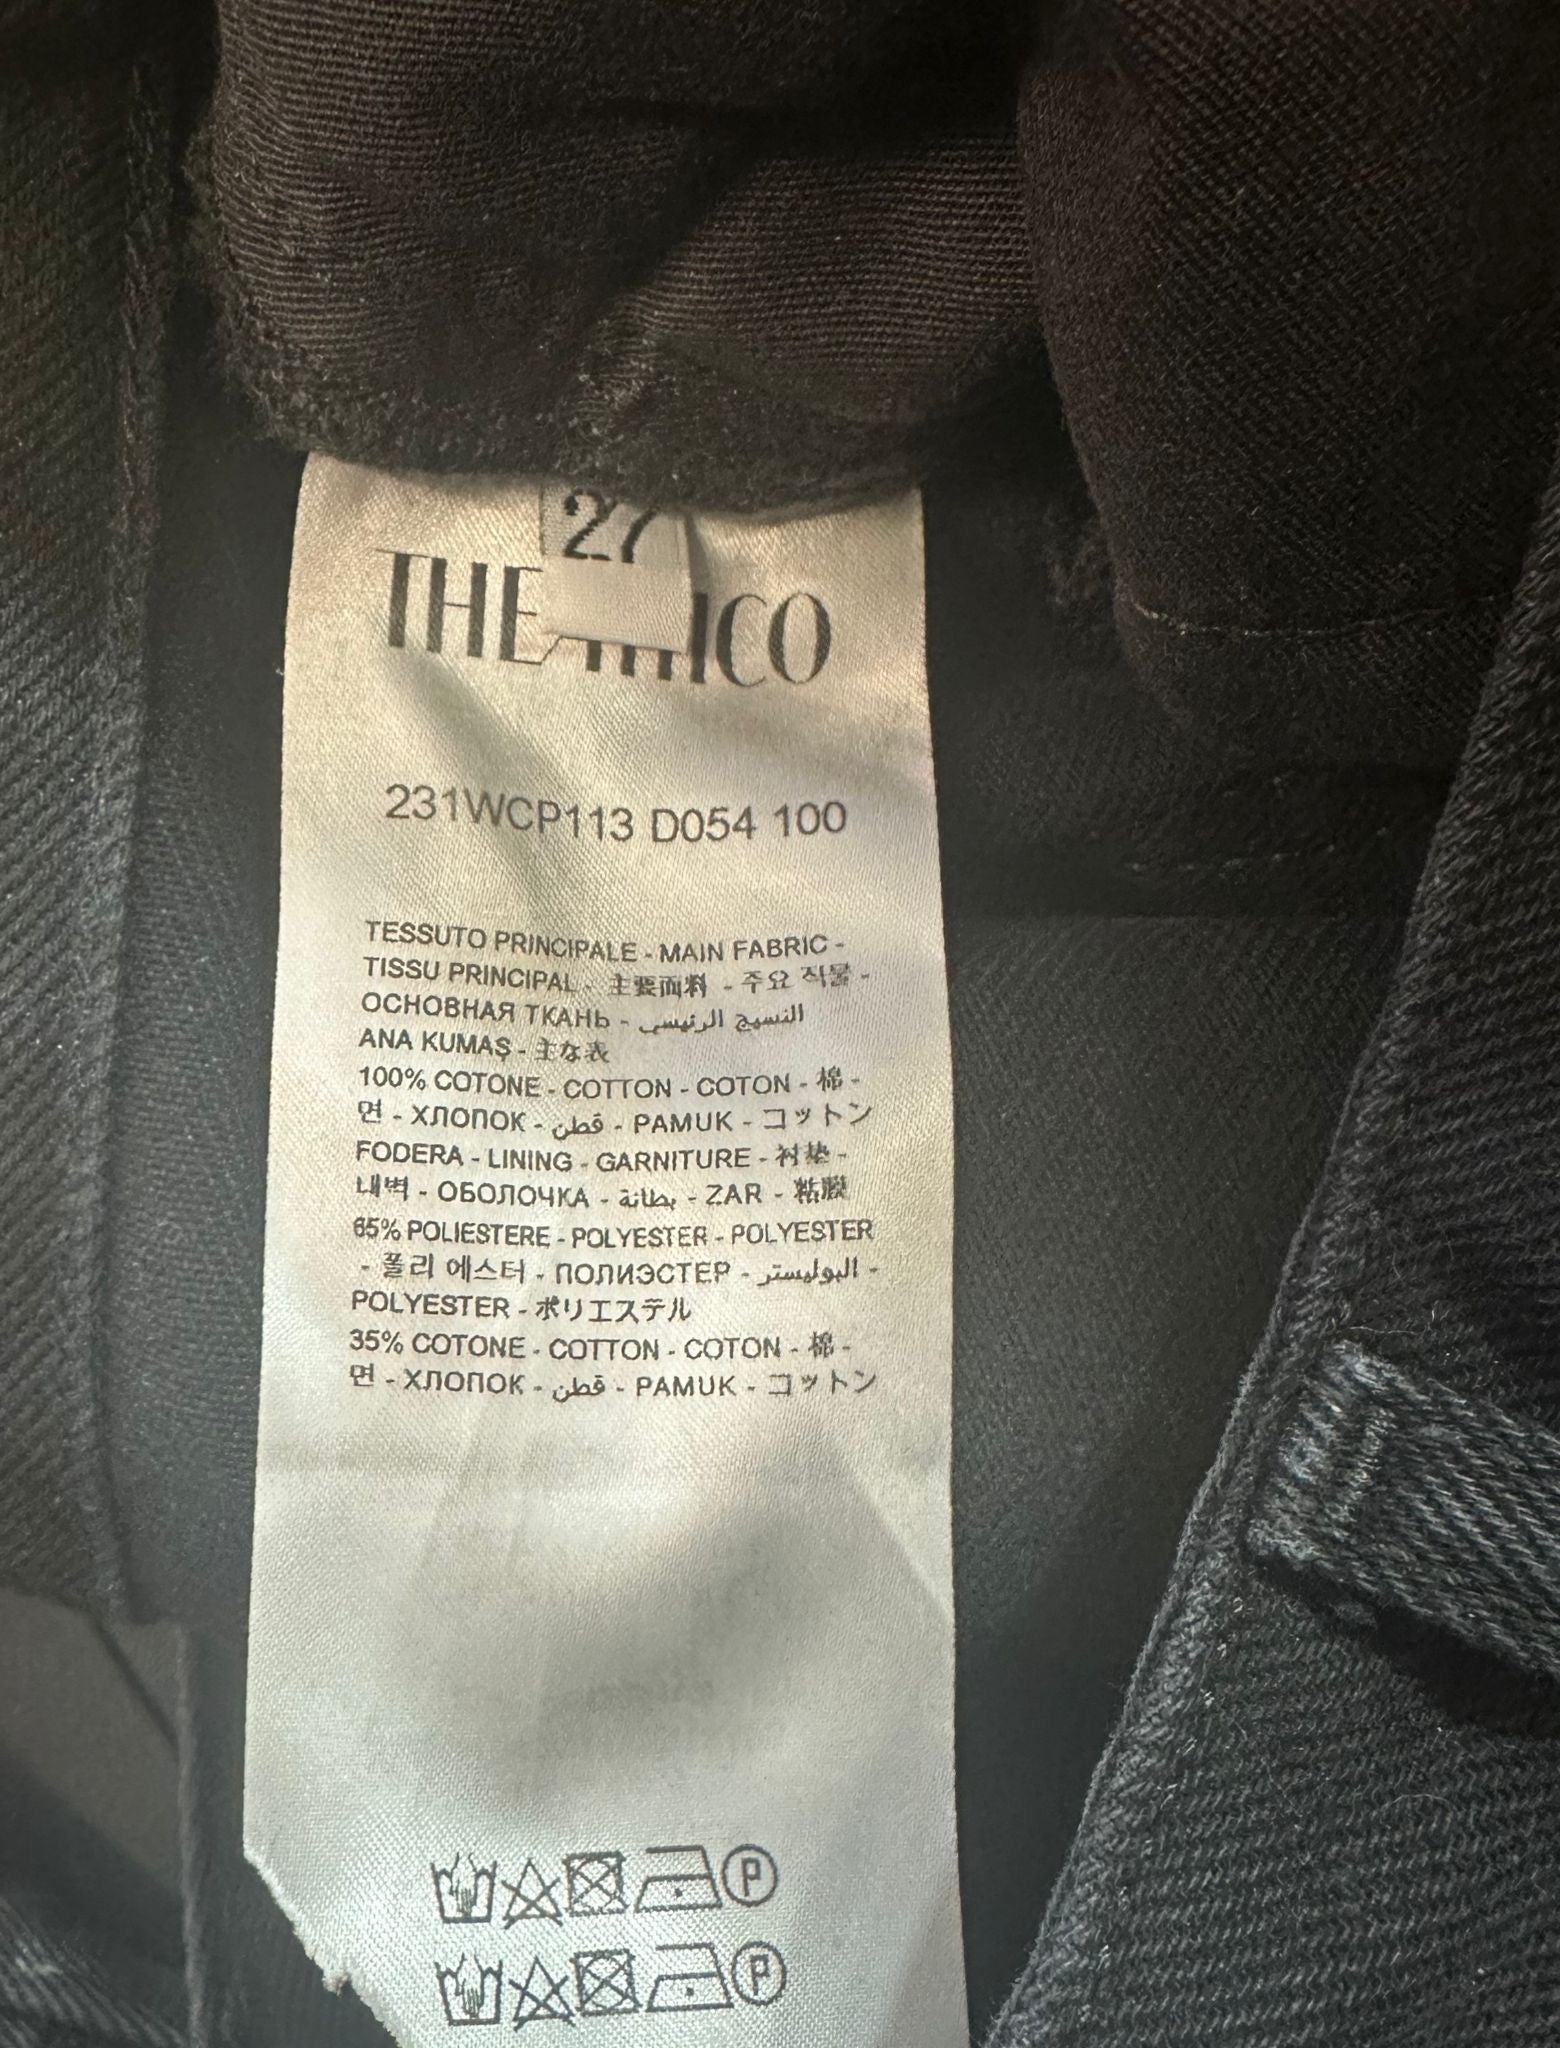 27
THE ATTICO
231WCP113 D054 100
TESSUTO PRINCIPALE - MAIN FABRIC -
TISSU PRINCIPAL - 主要面料 - 주요 직물 -
ОСНОВНАЯ ТКАНЬ - النسيج الرئيسي
ANA KUMAŞ - 主な表
100% COTONE - COTTON - COTON - 棉 -
면 - ХЛОПОК - قطن - PAMUK - コットン
FODERA - LINING - GARNITURE - 衬垫 -
내벽 - ОБОЛОЧКА - بطانة - ZAR - 粘膜
65% POLIESTERE - POLYESTER - POLYESTER
- 폴리 에스터 - ПОЛИЭСТЕР - البوليستر -
POLYESTER - ポリエステル
35% COTONE - COTTON - COTON - 棉 -
면 - ХЛОПОК - قطن - PAMUK - コットン
P
P